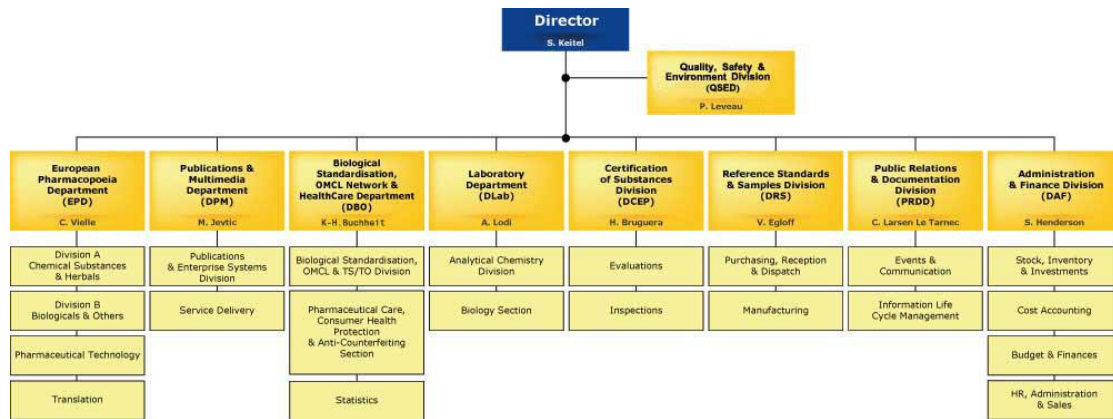 Director
S. Keitel
Quality, Safety &
Environment Division
(QSED)
P. Leveau
European
Pharmacopoeia
Department
(EPD)
C. Vielle
Publications &
Multimedia
Department
(DPM)
M. Jevtic
Biological
Standardisation,
OMCL Network &
HealthCare Department
(DBO)
K-H.Buchheit
Laboratory
Department
(DLab)
A. Lodi
Certification
of Substances
Division
(DCEP)
H. Bruguera
Reference Standards
& Samples Division
(DRS)
V. Egloff
Public Relations
& Documentation
Division
(PRDD)
C. Larsen Le Tarnec
Administration
& Finance Division
(DAF)
S. Henderson
Division A
Chemical Substances
& Herbals
Division B
Biologicals & Others
Pharmaceutical Technology
Translation
Publications
& Enterprise Systems
Division
Service Delivery
Biological Standardisation,
OMCL & TS/TO Division
Pharmaceutical Care,
Consumer Health
Protection
& Anti-Counterfeiting
Section
Statistics
Analytical Chemistry
Division
Biology Section
Evaluations
Inspections
Purchasing, Reception
& Dispatch
Manufacturing
Events &
Communication
Information Life
Cycle Management
Stock, Inventory
& Investments
Cost Accounting
Budget & Finances
HR, Administration
& Sales